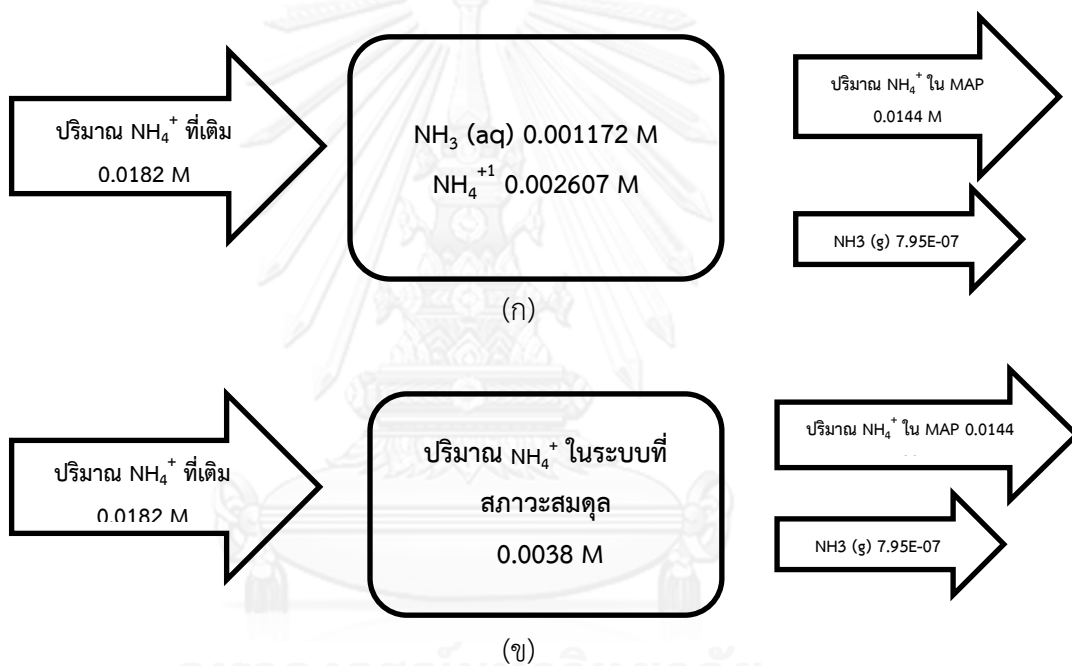 ปริมาณ NH₄⁺ ที่เติม
0.0182 M
NH₃ (aq) 0.001172 M
NH₄⁺¹ 0.002607 M
ปริมาณ NH₄⁺ ใน MAP
0.0144 M
NH3 (g) 7.95E-07
(ก)
ปริมาณ NH₄⁺ ที่เติม
0.0182 M
ปริมาณ NH₄⁺ ในระบบที่
สภาวะสมดุล
0.0038 M
ปริมาณ NH₄⁺ ใน MAP 0.0144
NH3 (g) 7.95E-07
(ข)